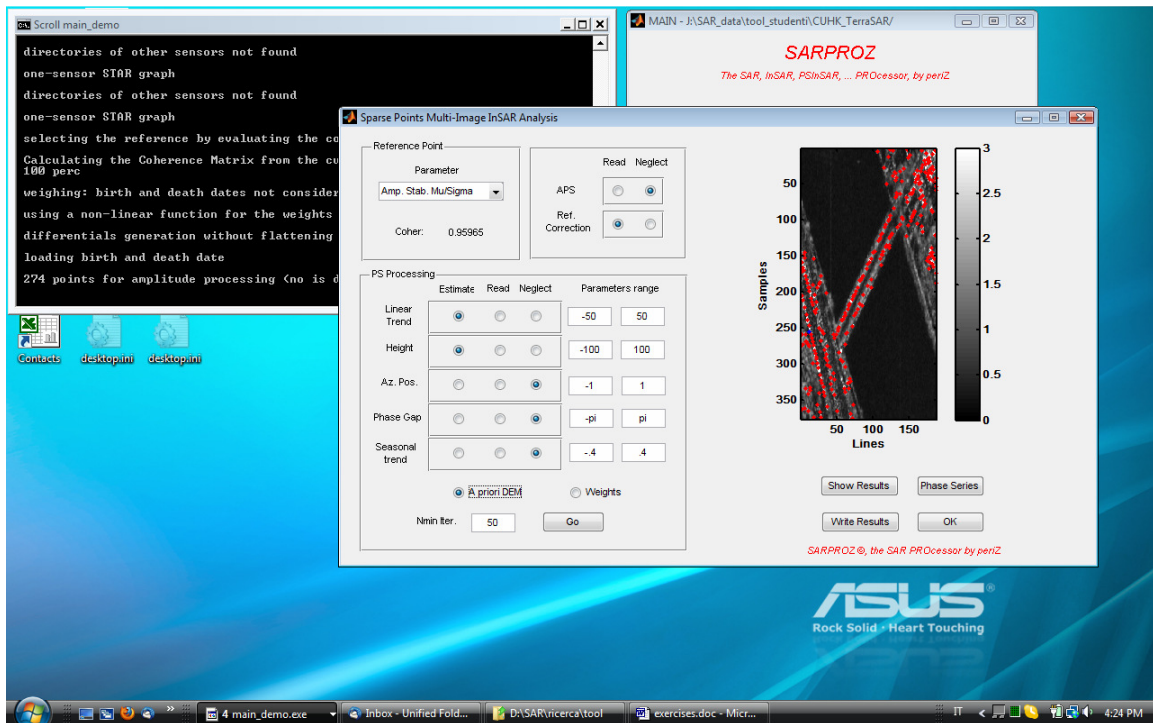 Scroll main_demo
directories of other sensors not found
one-sensor STAR graph
directories of other sensors not found
one-sensor STAR graph
selecting the reference by evaluating the co
Calculating the Coherence Matrix from the cu
100 perc
weighing: birth and death dates not consider
using a non-linear function for the weights
differentials generation without flattening
loading birth and death date
274 points for amplitude processing (no is d
MAIN - J:\SAR_data\tool_studenti\CUHK_TerraSAR/
SARPROZ
The SAR, InSAR, PSInSAR, ... PROcessor, by periZ
Sparse Points Multi-Image InSAR Analysis
Reference Point
Parameter
Amp. Stab. Mu/Sigma
Coher: 0.95965
Read Neglect
APS
Ref.
Correction
PS Processing
Estimate Read Neglect Parameters range
Linear
Trend
-50 50
Height -100 100
Az. Pos. -1 1
Phase Gap -pi pi
Seasonal
trend
-.4 .4
A priori DEM Weights
Nmin Iter. 50 Go
Samples
50
100
150
200
250
300
350
50 100 150
Lines
3
2.5
2
1.5
1
0.5
0
Show Results Phase Series
Write Results OK
SARPROZ ©, the SAR PROcessor by periZ
Contacts desktop.ini desktop.ini
ASUS®
Rock Solid · Heart Touching
4 main_demo.exe Inbox - Unified Fold... D:\SAR\ricerca\tool exercises.doc - Micr... IT 4:24 PM